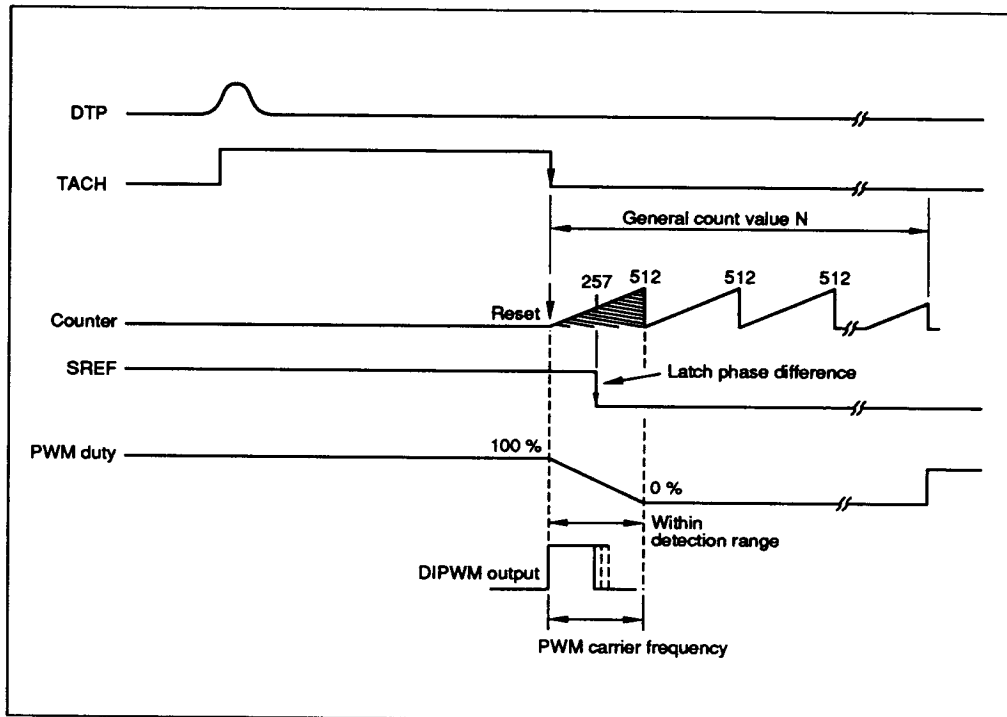 DTP
TACH
General count value N
257
512
512
512
Reset
Counter
SREF
Latch phase difference
PWM duty
100 %
0 %
Within
detection range
DIPWM output
PWM carrier frequency